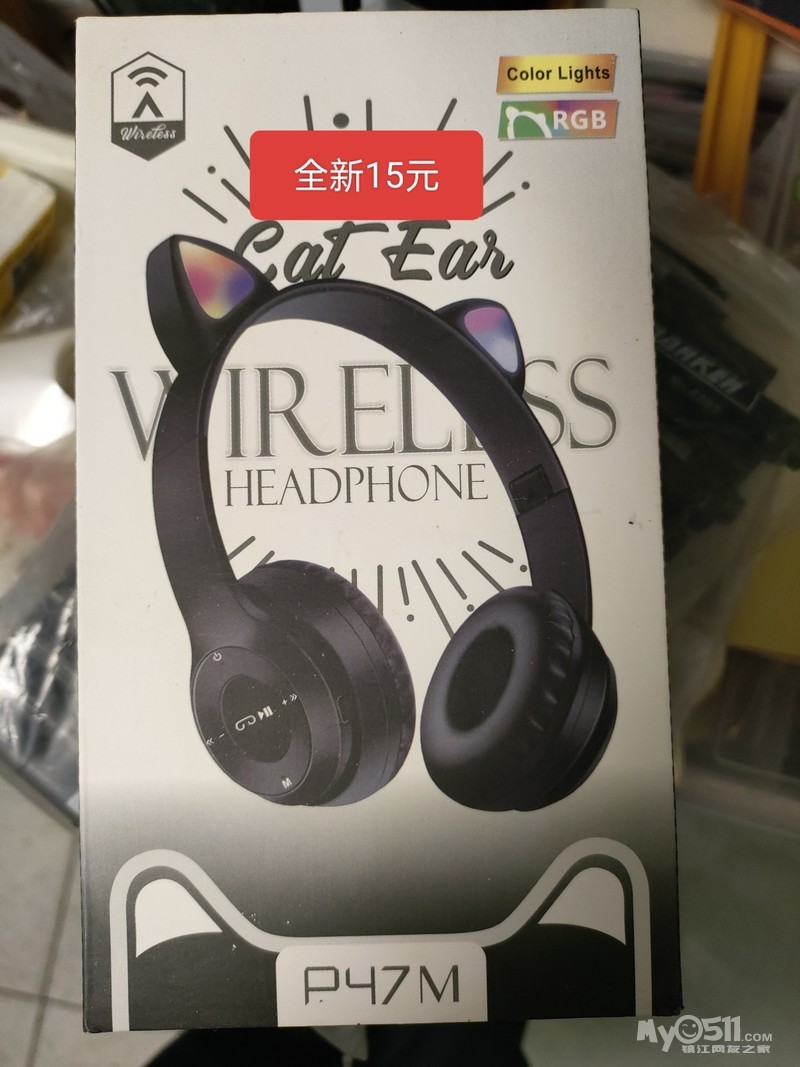 Color Lights
RGB
Wireless
全新15元
Cat Ear
WIRELESS
HEADPHONE
M
P47M
My0511.COM
镇江网友之家